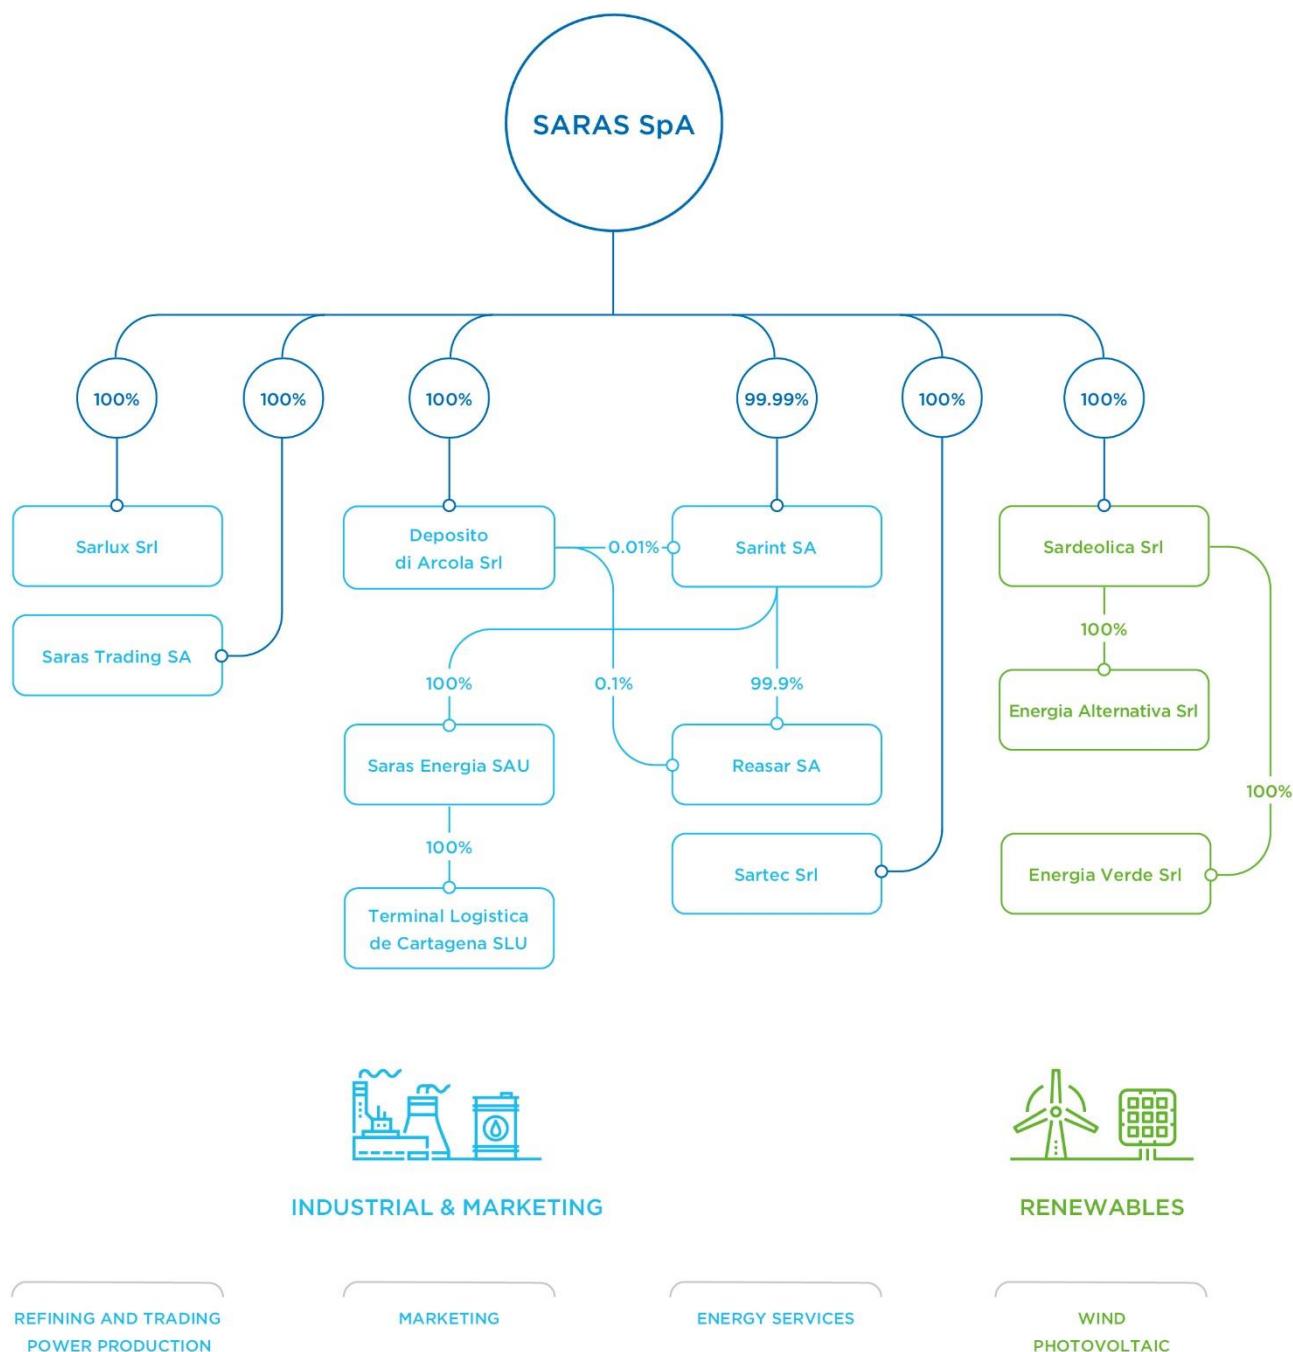 SARAS SpA
100%
100%
100%
99.99%
100%
100%
Sarlux Srl
Deposito
di Arcola Srl
0.01%
Sarint SA
Sardeolica Srl
Saras Trading SA
100%
100%
0.1%
99.9%
Energia Alternativa Srl
Saras Energia SAU
Reasar SA
100%
100%
Sartec Srl
Energia Verde Srl
Terminal Logistica
de Cartagena SLU
INDUSTRIAL & MARKETING
RENEWABLES
REFINING AND TRADING
POWER PRODUCTION
MARKETING
ENERGY SERVICES
WIND
PHOTOVOLTAIC